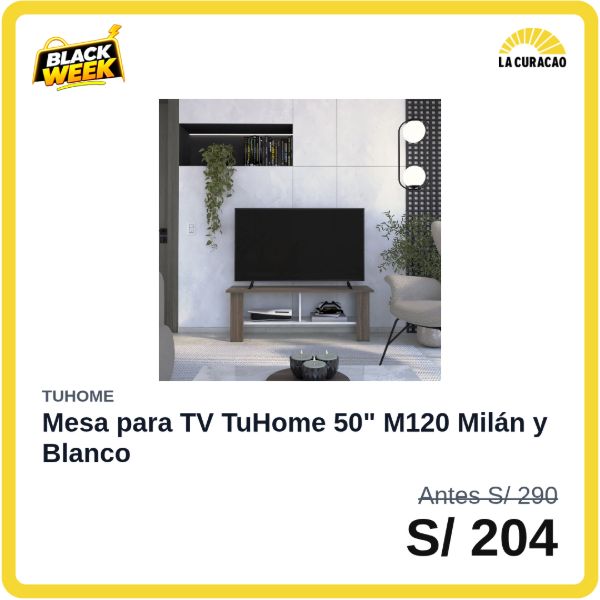 BLACK
WEEK
LA CURACAO
TUHOME
Mesa para TV TuHome 50" M120 Milán y
Blanco
Antes S/ 290
S/ 204